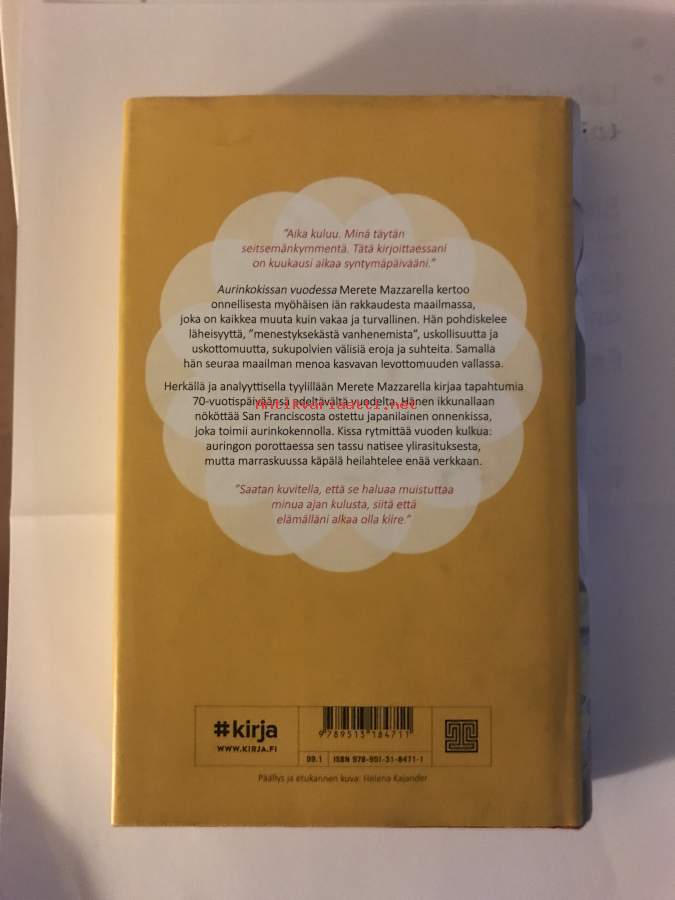 "Aika kuluu. Minä täytän
seitsemänkymmentä. Tätä kirjoittaessani
on kuukausi aikaa syntymäpäivääni."
Aurinkokissan vuodessa Merete Mazzarella kertoo
onnellisesta myöhäisen iän rakkaudesta maailmassa,
joka on kaikkea muuta kuin vakaa ja turvallinen. Hän pohdiskelee
läheisyyttä, "menestyksekästä vanhenemista", uskollisuutta ja
uskottomuutta, sukupolvien välisiä eroja ja suhteita. Samalla
hän seuraa maailman menoa kasvavan levottomuuden vallassa.
Herkällä ja analyyttisella tyylillään Merete Mazzarella kirjaa tapahtumia
70-vuotispäiväänsä edeltävältä vuodelta. Hänen ikkunallaan
Antikvariaatti.net
nököttää San Franciscosta ostettu japanilainen onnenkissa,
joka toimii aurinkokennolla. Kissa rytmittää vuoden kulkua:
auringon porottaessa sen tassu natisee ylirasituksesta,
mutta marraskuussa käpälä heilahtelee enää verkkaan.
"Saatan kuvitella, että se haluaa muistuttaa
minua ajan kulusta, siitä että
elämälläni alkaa olla kiire."
#kirja
WWW.KIRJA.FI
9 789513 184711
09.1 ISBN 978-951-31-8471-1
Päällys ja etukannen kuva: Helena Kajander